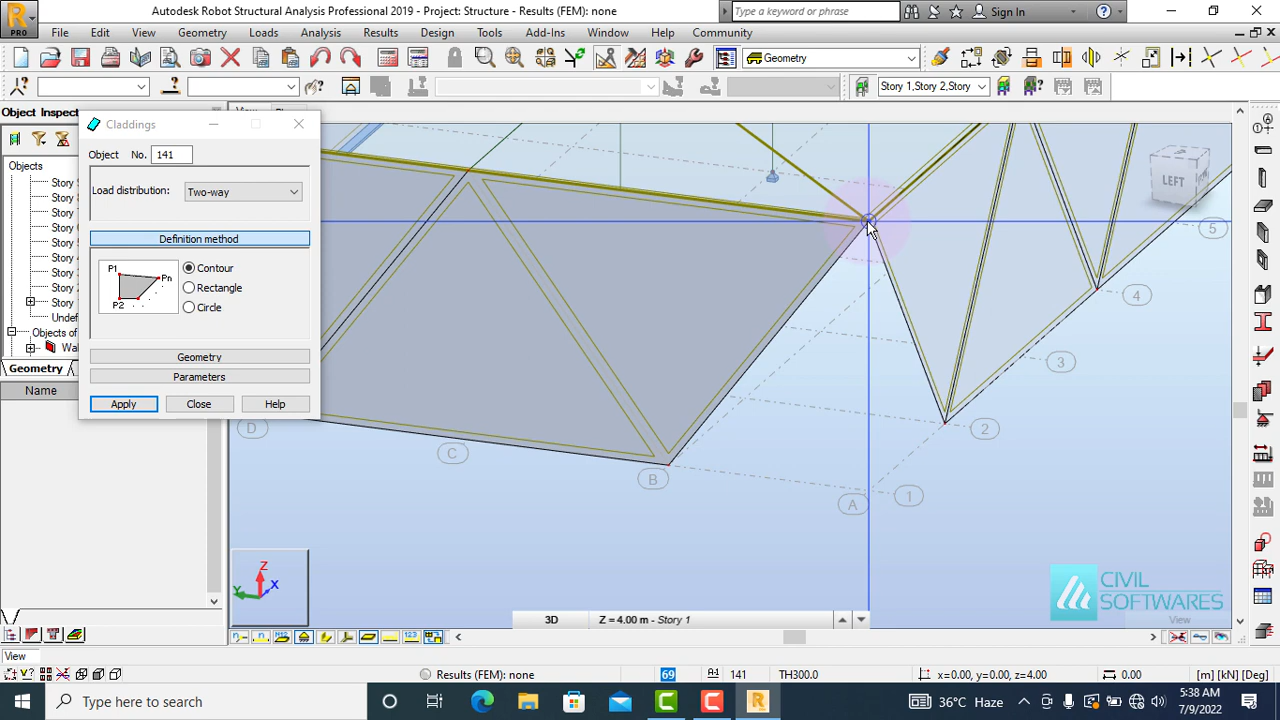 PRO
Autodesk Robot Structural Analysis Professional 2019 - Project: Structure - Results (FEM): none
Type a keyword or phrase
Sign In
File Edit View Geometry Loads Analysis Results Design Tools Add-Ins Window Help Community
Geometry
Story 1,Story 2,Story
Object Inspect
Claddings
Object No. 141
Load distribution: Two-way
Definition method
P1 Pn P2
Contour
Rectangle
Circle
Geometry
Parameters
Apply Close Help
Objects
Story
Story
Story
Story
Story
Story
Story
Undef
Objects of
Wal
Geometry
Name
LEFT
5
4
3
2
1
A
B
C
D
Z
Y
X
CIVIL
SOFTWARES
View
3D Z = 4.00 m - Story 1
View
Results (FEM): none 69 141 TH300.0 x=0.00, y=0.00, z=4.00 0.00 [m] [kN] [Deg]
Type here to search
36°C Haze
5:38 AM
7/9/2022